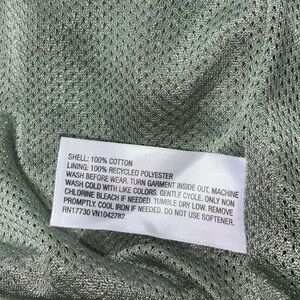 SHELL: 100% COTTON
LINING: 100% RECYCLED POLYESTER
WASH BEFORE WEAR. TURN GARMENT INSIDE OUT. MACHINE
WASH COLD WITH LIKE COLORS. GENTLE CYCLE. ONLY NON
CHLORINE BLEACH IF NEEDED. TUMBLE DRY LOW. REMOVE
PROMPTLY. COOL IRON IF NEEDED. DO NOT USE SOFTENER.
RN17730 VN1042782